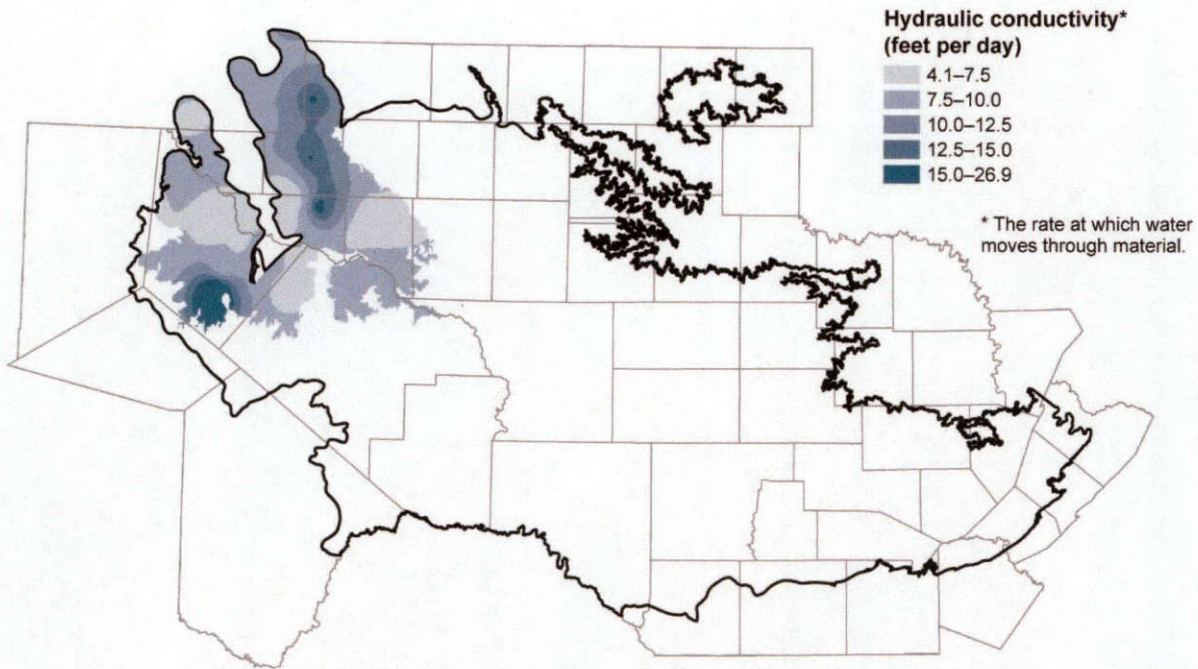 Hydraulic conductivity*
(feet per day)
4.1–7.5
7.5–10.0
10.0–12.5
12.5–15.0
15.0–26.9
* The rate at which water
moves through material.